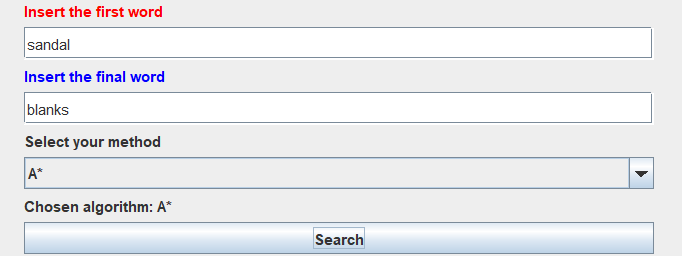 Insert the first word
sandal
Insert the final word
blanks
Select your method
A*
Chosen algorithm: A*
Search